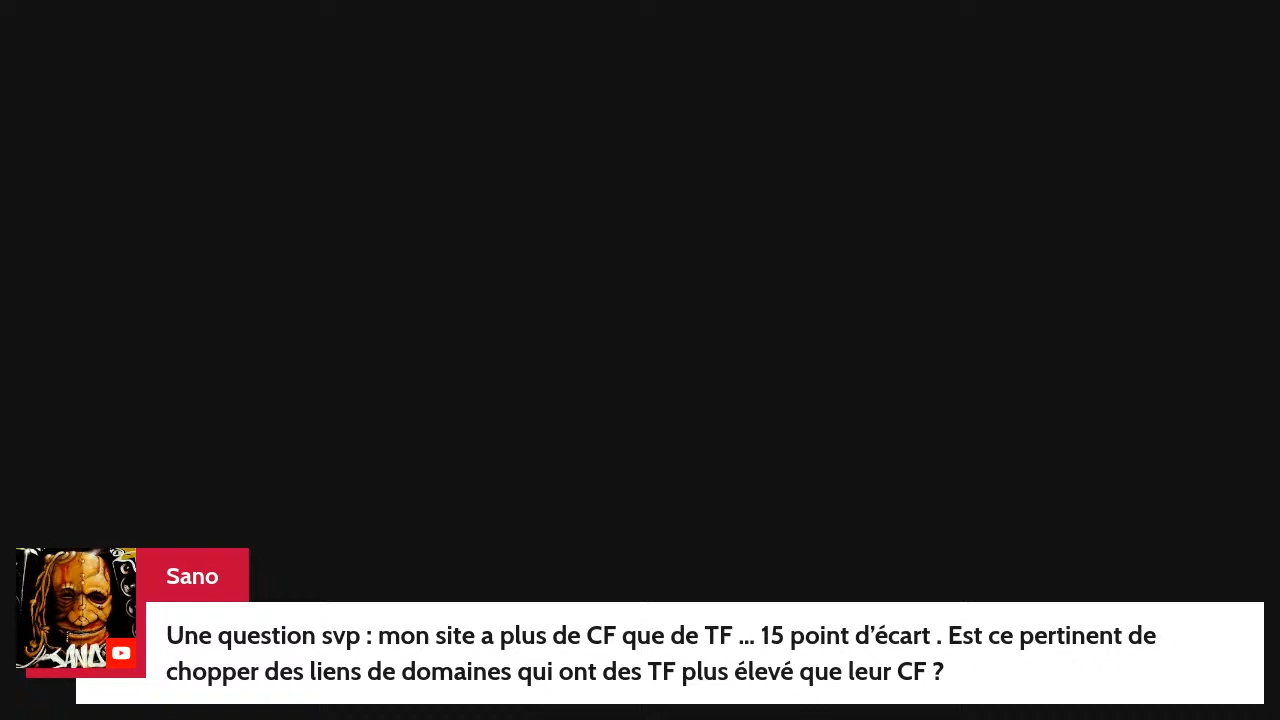 Sano
Une question svp : mon site a plus de CF que de TF ... 15 point d’écart . Est ce pertinent de
chopper des liens de domaines qui ont des TF plus élevé que leur CF ?
SANO